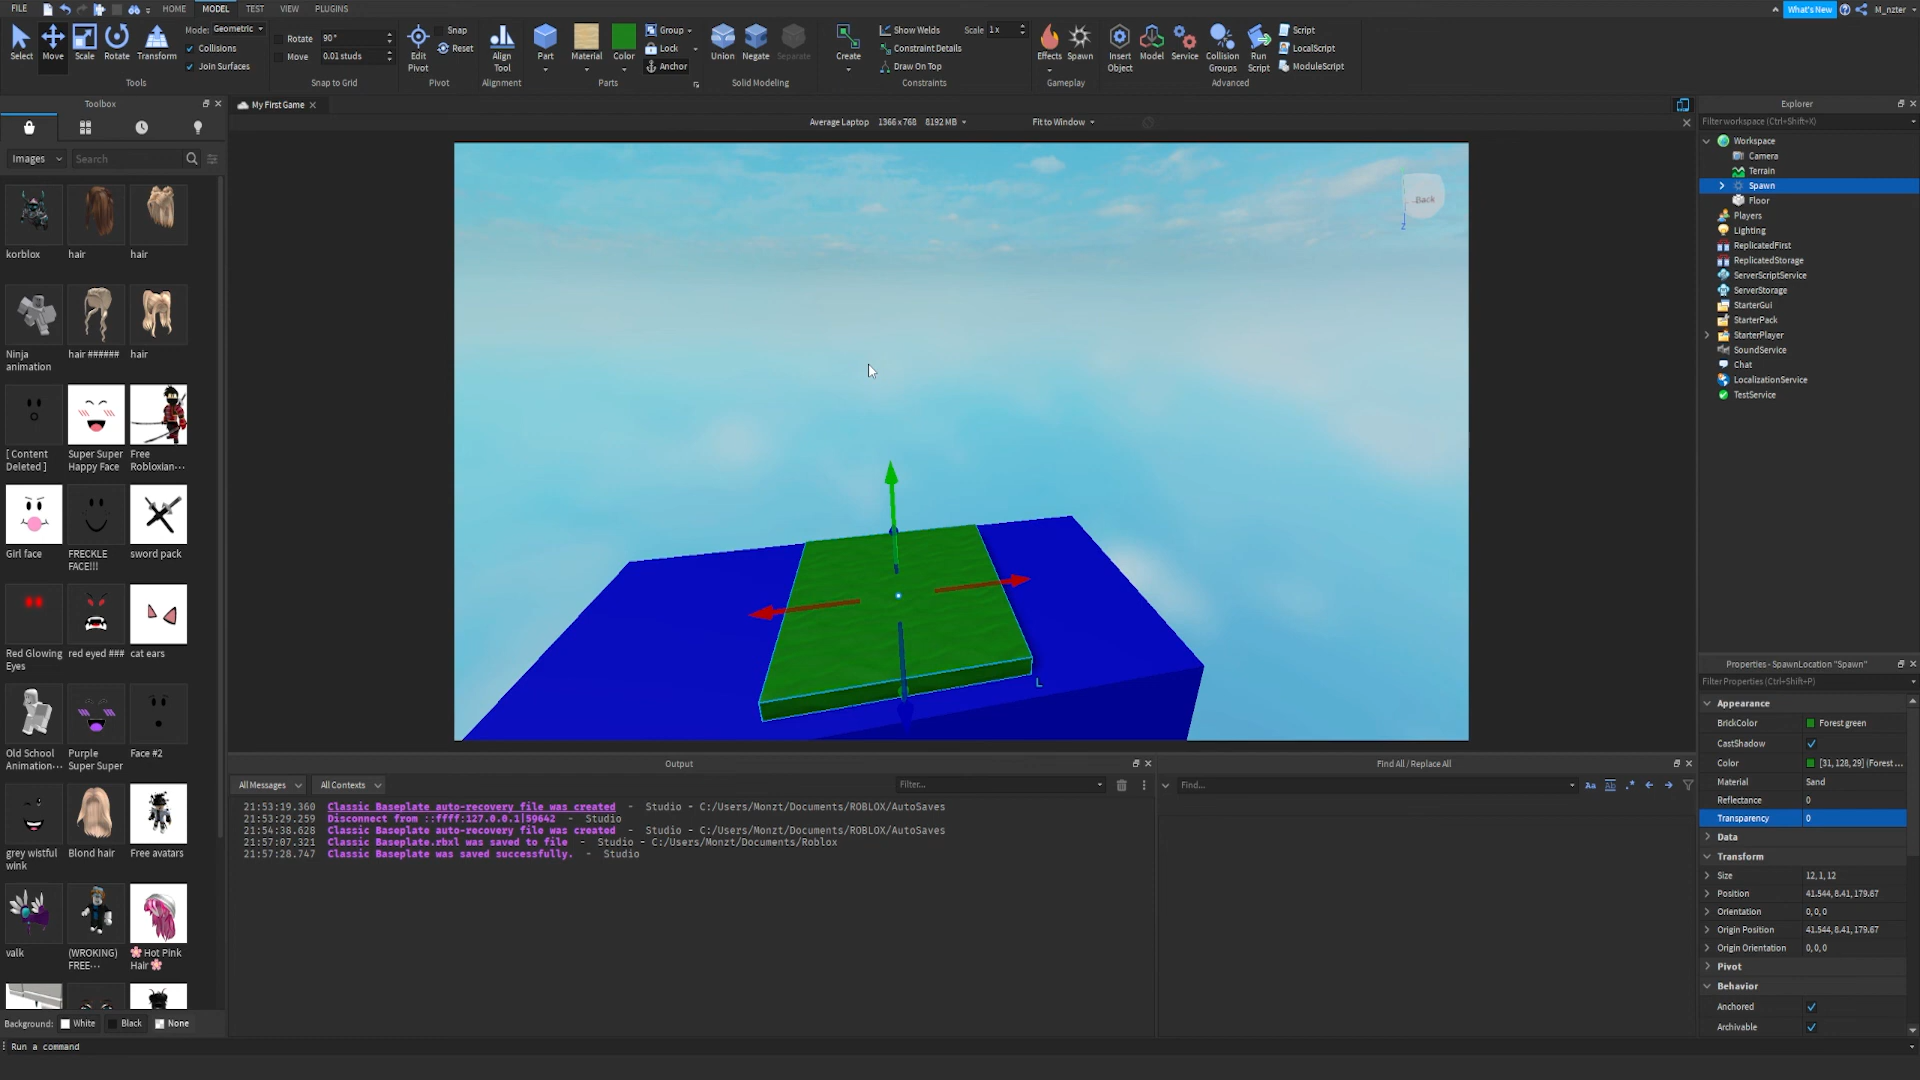 FILE HOME MODEL TEST VIEW PLUGINS What's New M_nzter
Mode: Geometric Rotate 90° Snap Group Show Welds Scale 1x Script
Collisions Reset Lock Constraint Details LocalScript
Join Surfaces Move 0.01 studs Anchor Draw On Top ModuleScript
Select Move Scale Rotate Transform Edit Pivot Align Tool Part Material Color Union Negate Separate Create Effects Spawn Insert Object Model Service Collision Groups Run Script
Tools Snap to Grid Pivot Alignment Parts Solid Modeling Constraints Gameplay Advanced
Toolbox
Images Search
korblox hair hair
Ninja animation hair ###### hair
[ Content Deleted ] Super Super Happy Face Free Robloxian...
Girl face FRECKLE FACE!!! sword pack
Red Glowing Eyes red eyed ### cat ears
Old School Animation... Purple Super Super Face #2
grey wistful wink Blond hair Free avatars
valk (WROKING) FREE... 🌸Hot Pink Hair🌸
Background: White Black None
Run a command
My First Game
Average Laptop 1366x768 8192 MB Fit to Window
Back
Z
L
Output
All Messages All Contexts Filter...
21:53:19.360 Classic Baseplate auto-recovery file was created - Studio - C:/Users/Monzt/Documents/ROBLOX/AutoSaves
21:53:29.259 Disconnect from ::ffff:127.0.0.1|59642 - Studio
21:54:38.628 Classic Baseplate auto-recovery file was created - Studio - C:/Users/Monzt/Documents/ROBLOX/AutoSaves
21:57:07.321 Classic Baseplate.rbxl was saved to file - Studio - C:/Users/Monzt/Documents/Roblox
21:57:28.747 Classic Baseplate was saved successfully. - Studio
Find All / Replace All
Find... Aa Ab .*
Explorer
Filter workspace (Ctrl+Shift+X)
Workspace
Camera
Terrain
Spawn
Floor
Players
Lighting
ReplicatedFirst
ReplicatedStorage
ServerScriptService
ServerStorage
StarterGui
StarterPack
StarterPlayer
SoundService
Chat
LocalizationService
TestService
Properties - SpawnLocation "Spawn"
Filter Properties (Ctrl+Shift+P)
Appearance
BrickColor Forest green
CastShadow
Color [31, 128, 29] (Forest ...
Material Sand
Reflectance 0
Transparency 0
Data
Transform
Size 12, 1, 12
Position 41.544, 8.41, 179.67
Orientation 0, 0, 0
Origin Position 41.544, 8.41, 179.67
Origin Orientation 0, 0, 0
Pivot
Behavior
Anchored
Archivable